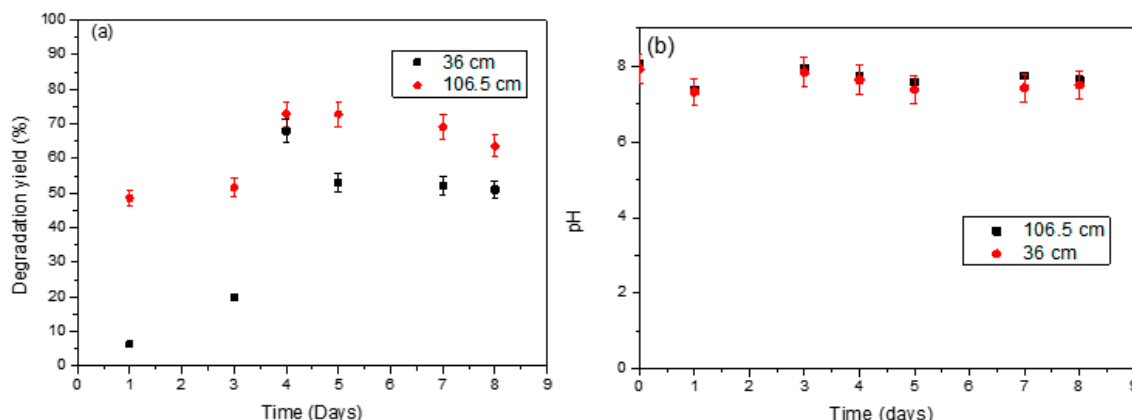 (a)
36 cm
106.5 cm
Degradation yield (%)
100
90
80
70
60
50
40
30
20
10
0
0 1 2 3 4 5 6 7 8 9
Time (Days)
(b)
106.5 cm
36 cm
pH
8
6
4
2
0
0 1 2 3 4 5 6 7 8 9
Time (days)